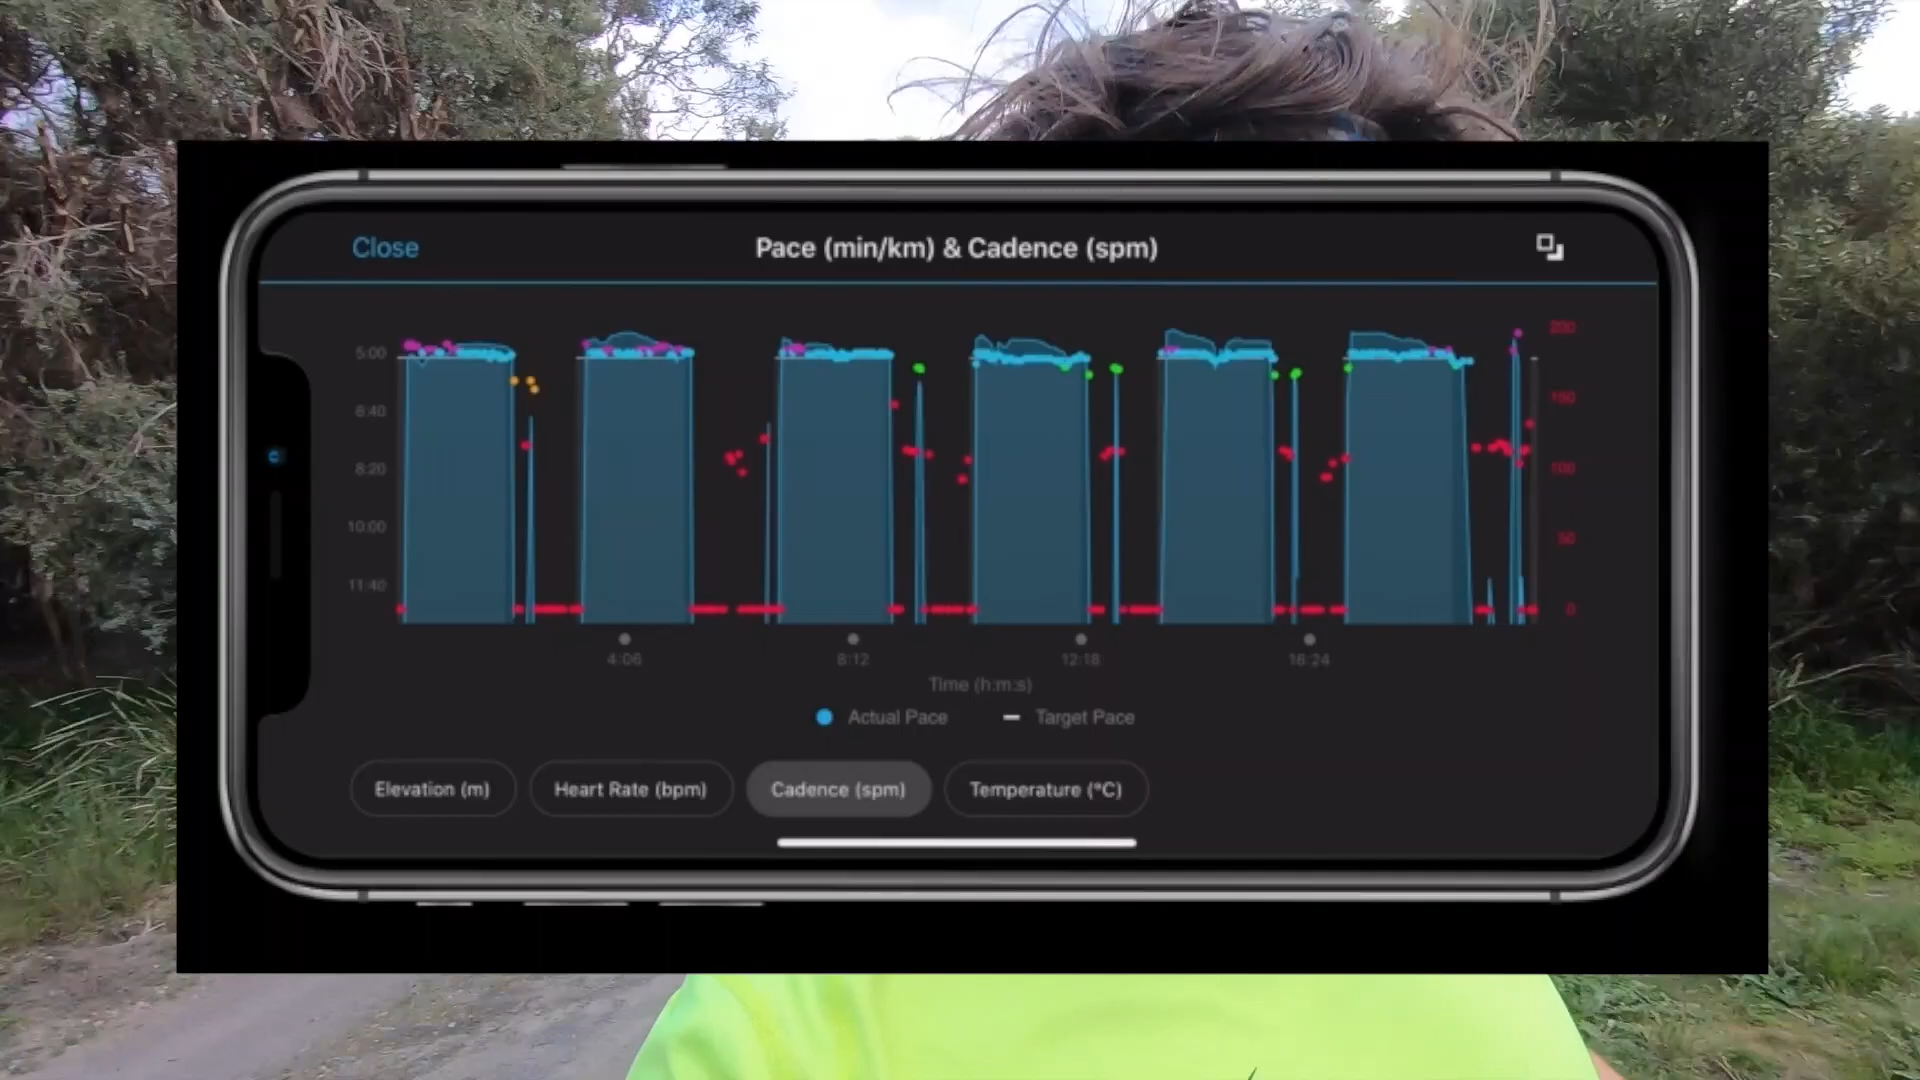 Close
Pace (min/km) & Cadence (spm)
200
5:00
150
6:40
8:20
100
10:00
50
11:40
0
4:06
8:12
12:18
16:24
Time (h:m:s)
Actual Pace
Target Pace
Elevation (m)
Heart Rate (bpm)
Cadence (spm)
Temperature (°C)